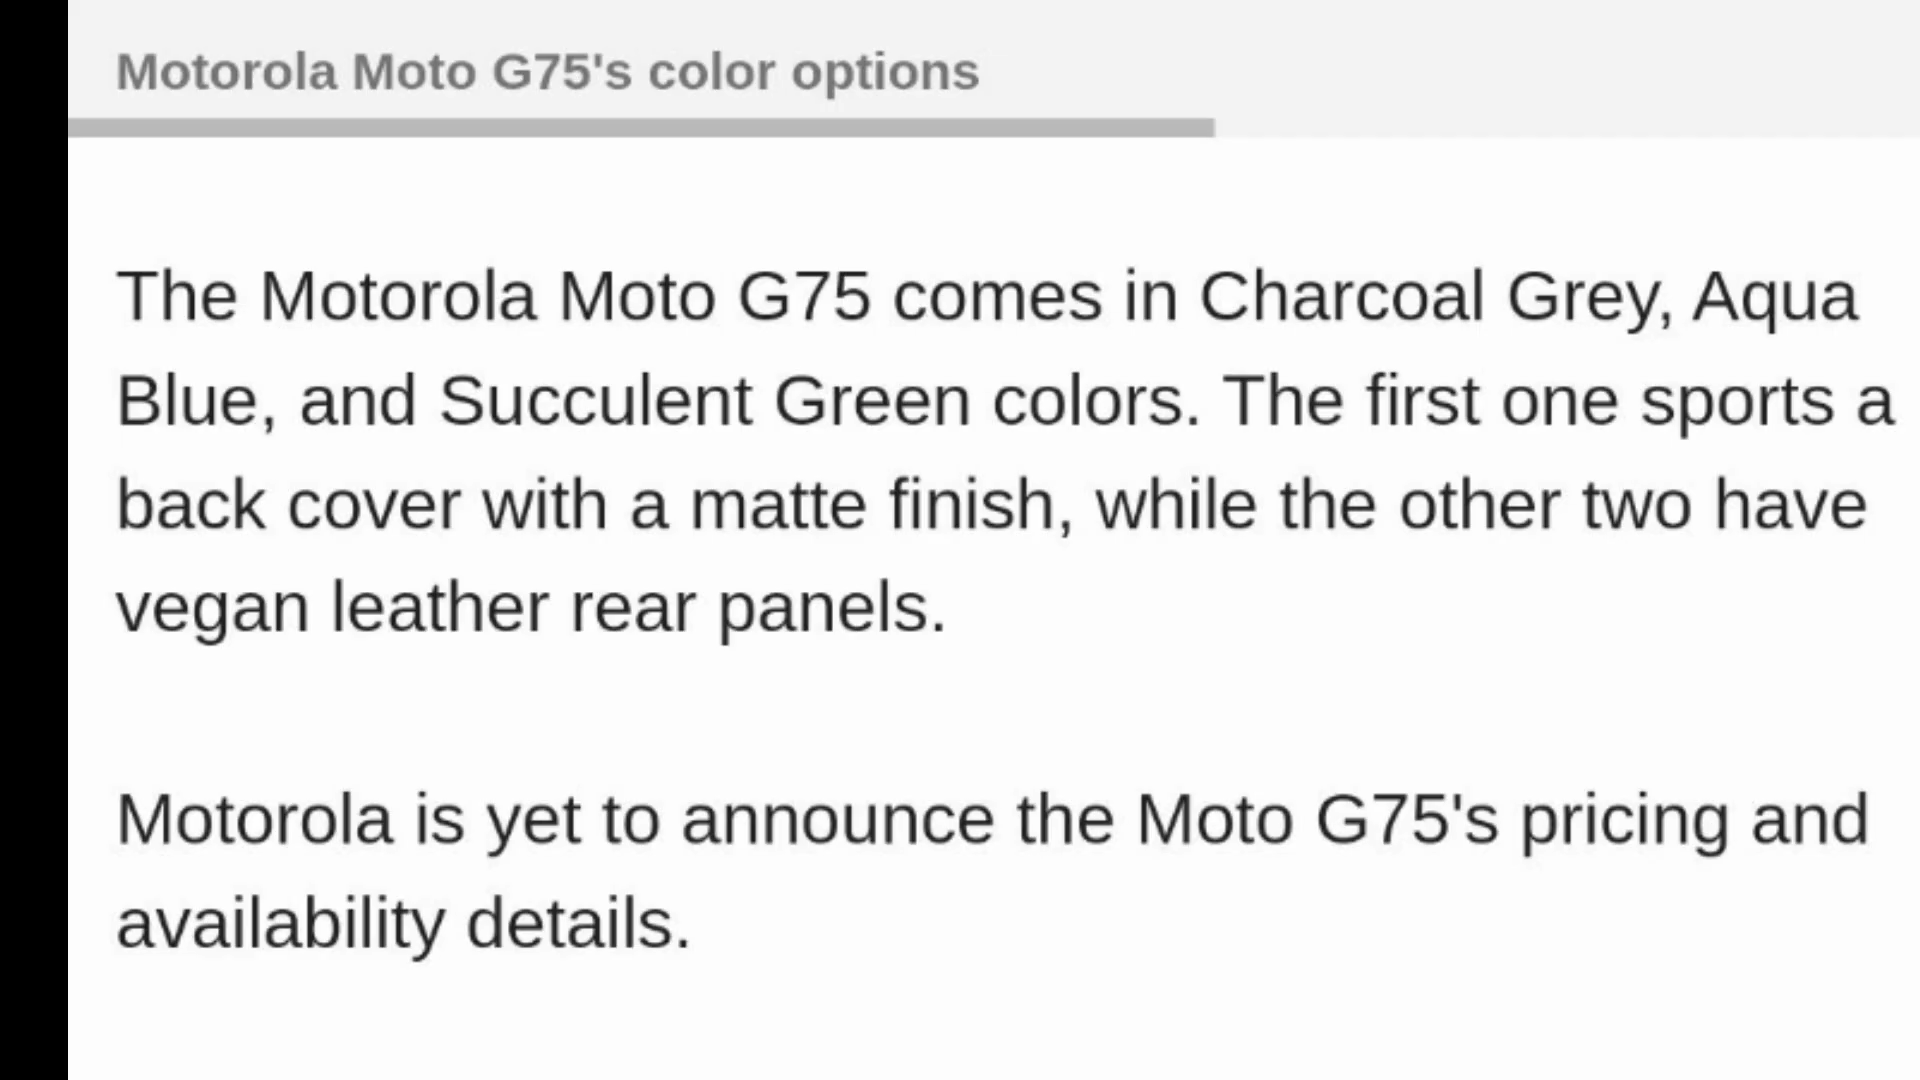 Motorola Moto G75's color options
The Motorola Moto G75 comes in Charcoal Grey, Aqua
Blue, and Succulent Green colors. The first one sports a
back cover with a matte finish, while the other two have
vegan leather rear panels.
Motorola is yet to announce the Moto G75's pricing and
availability details.